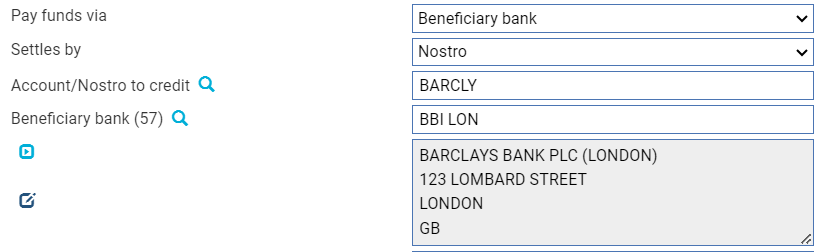 Pay funds via Beneficiary bank
Settles by Nostro
Account/Nostro to credit BARCLY
Beneficiary bank (57) BBI LON
BARCLAYS BANK PLC (LONDON)
123 LOMBARD STREET
LONDON
GB